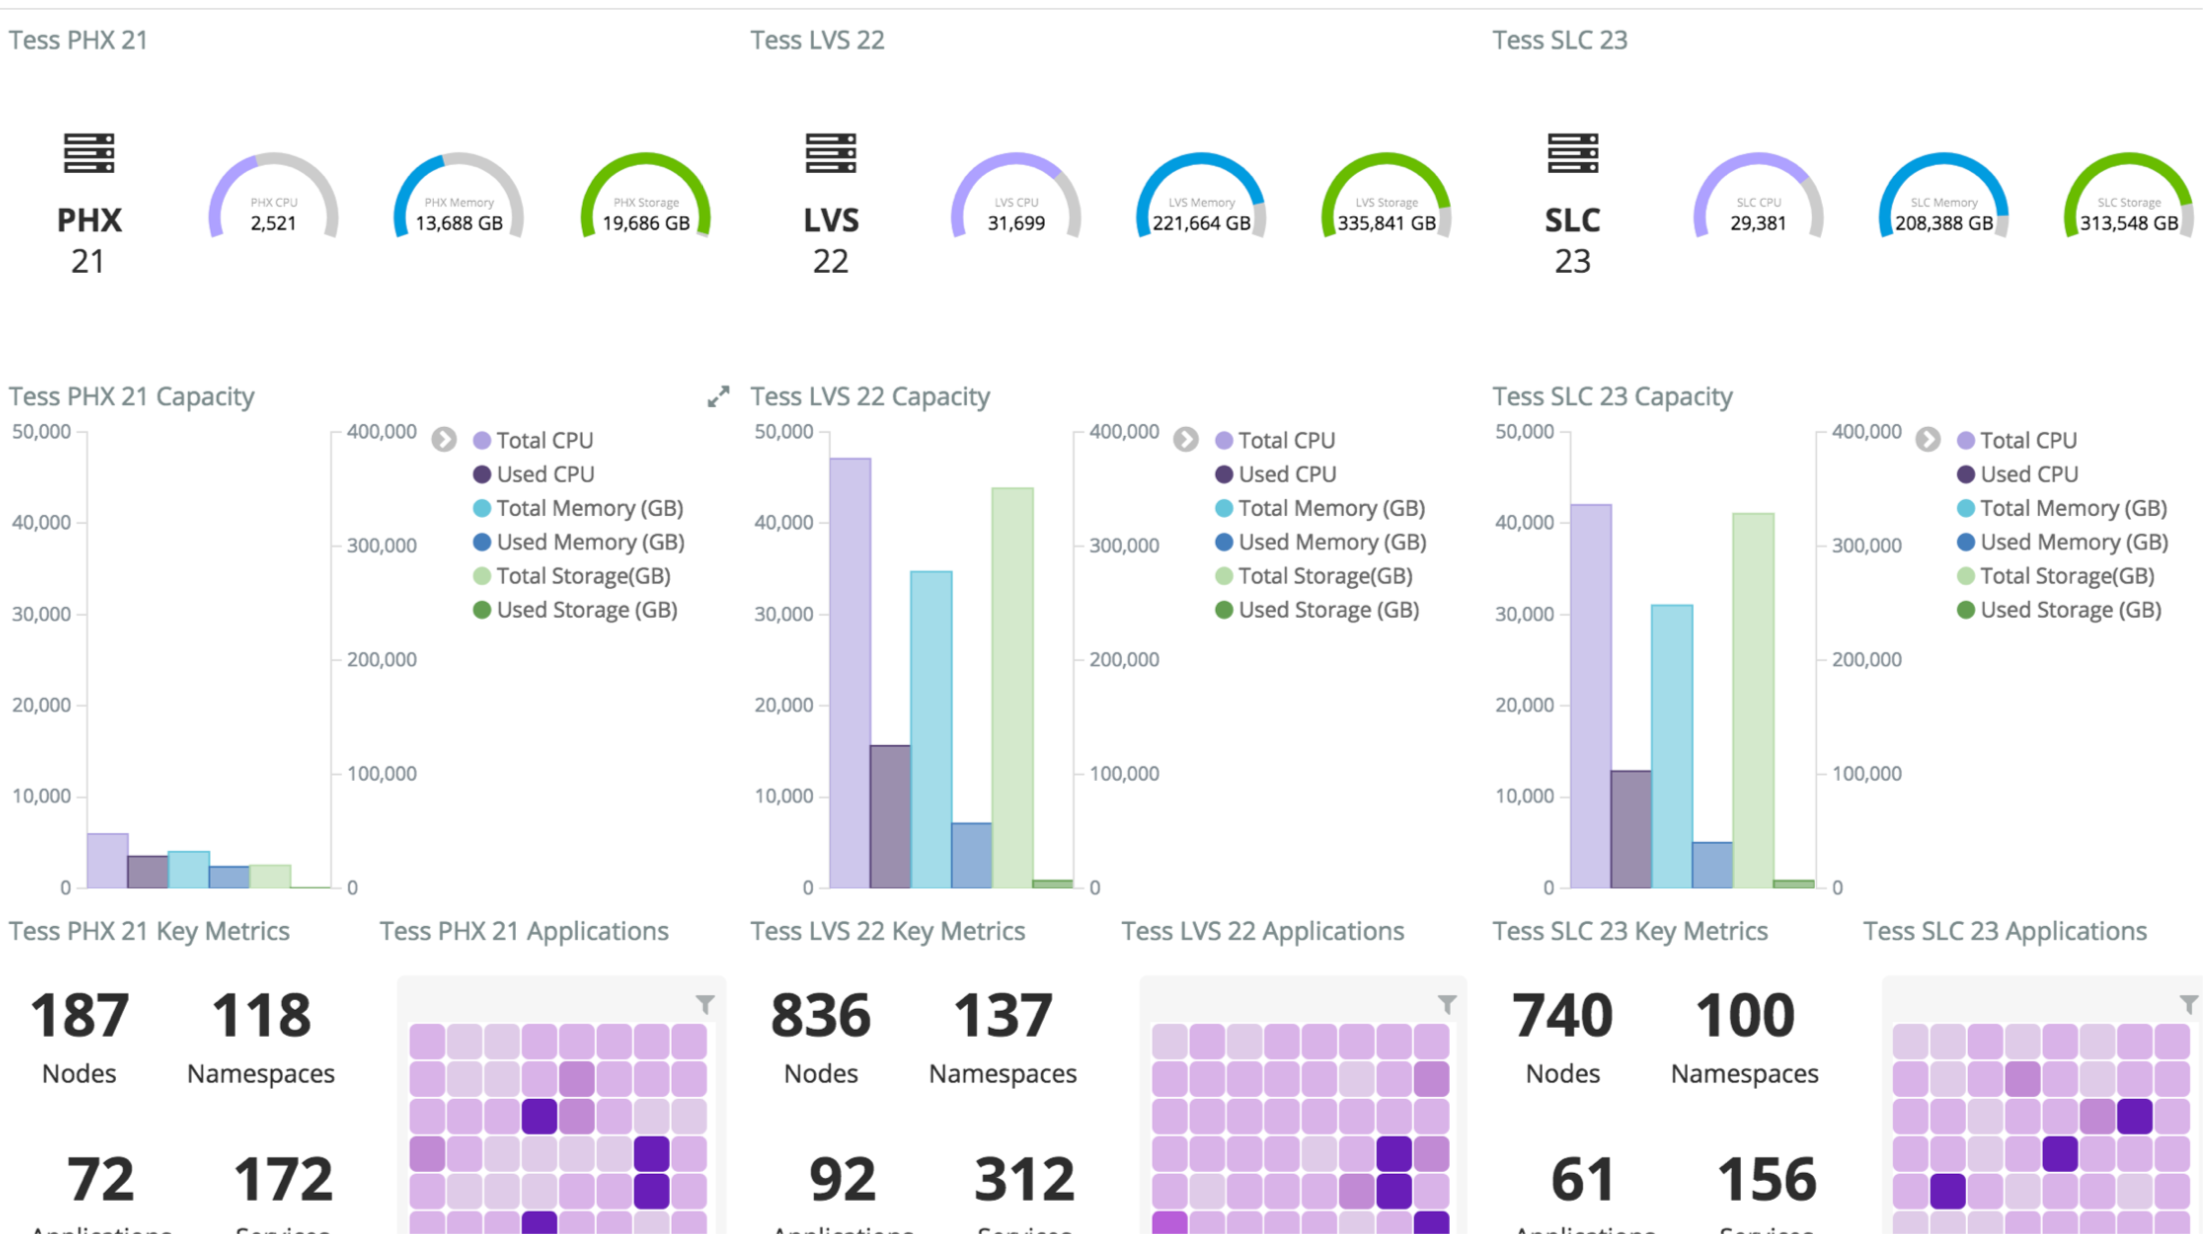 Tess PHX 21
PHX
21
PHX CPU
2,521
PHX Memory
13,688 GB
PHX Storage
19,686 GB
Tess LVS 22
LVS
22
LVS CPU
31,699
LVS Memory
221,664 GB
LVS Storage
335,841 GB
Tess SLC 23
SLC
23
SLC CPU
29,381
SLC Memory
208,388 GB
SLC Storage
313,548 GB
Tess PHX 21 Capacity
50,000
40,000
30,000
20,000
10,000
0
400,000
300,000
200,000
100,000
0
Total CPU
Used CPU
Total Memory (GB)
Used Memory (GB)
Total Storage(GB)
Used Storage (GB)
Tess LVS 22 Capacity
50,000
40,000
30,000
20,000
10,000
0
400,000
300,000
200,000
100,000
0
Total CPU
Used CPU
Total Memory (GB)
Used Memory (GB)
Total Storage(GB)
Used Storage (GB)
Tess SLC 23 Capacity
50,000
40,000
30,000
20,000
10,000
0
400,000
300,000
200,000
100,000
0
Total CPU
Used CPU
Total Memory (GB)
Used Memory (GB)
Total Storage(GB)
Used Storage (GB)
Tess PHX 21 Key Metrics
187
Nodes
118
Namespaces
72
Applications
172
Services
Tess PHX 21 Applications
Tess LVS 22 Key Metrics
836
Nodes
137
Namespaces
92
Applications
312
Services
Tess LVS 22 Applications
Tess SLC 23 Key Metrics
740
Nodes
100
Namespaces
61
Applications
156
Services
Tess SLC 23 Applications